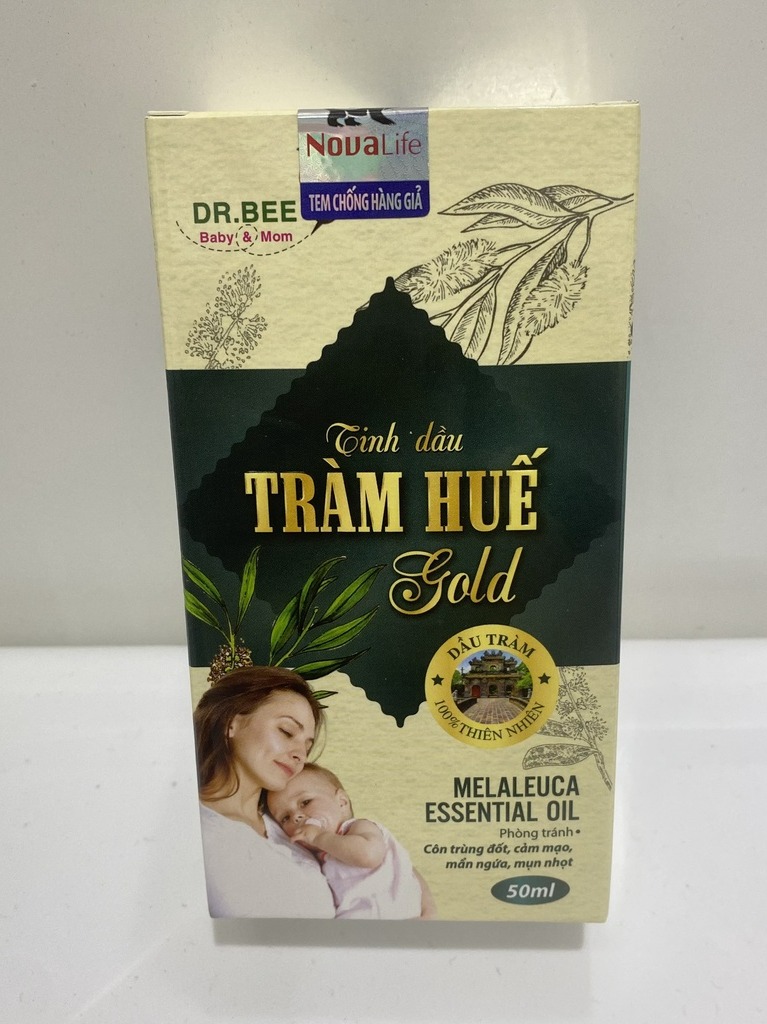 NovaLife
TEM CHỐNG HÀNG GIẢ
DR.BEE
Baby & Mom
Tinh dầu
TRÀM HUẾ
Gold
DẦU TRÀM
100% THIÊN NHIÊN
MELALEUCA
ESSENTIAL OIL
Phòng tránh •
Côn trùng đốt, cảm mạo,
mẩn ngứa, mụn nhọt
50ml